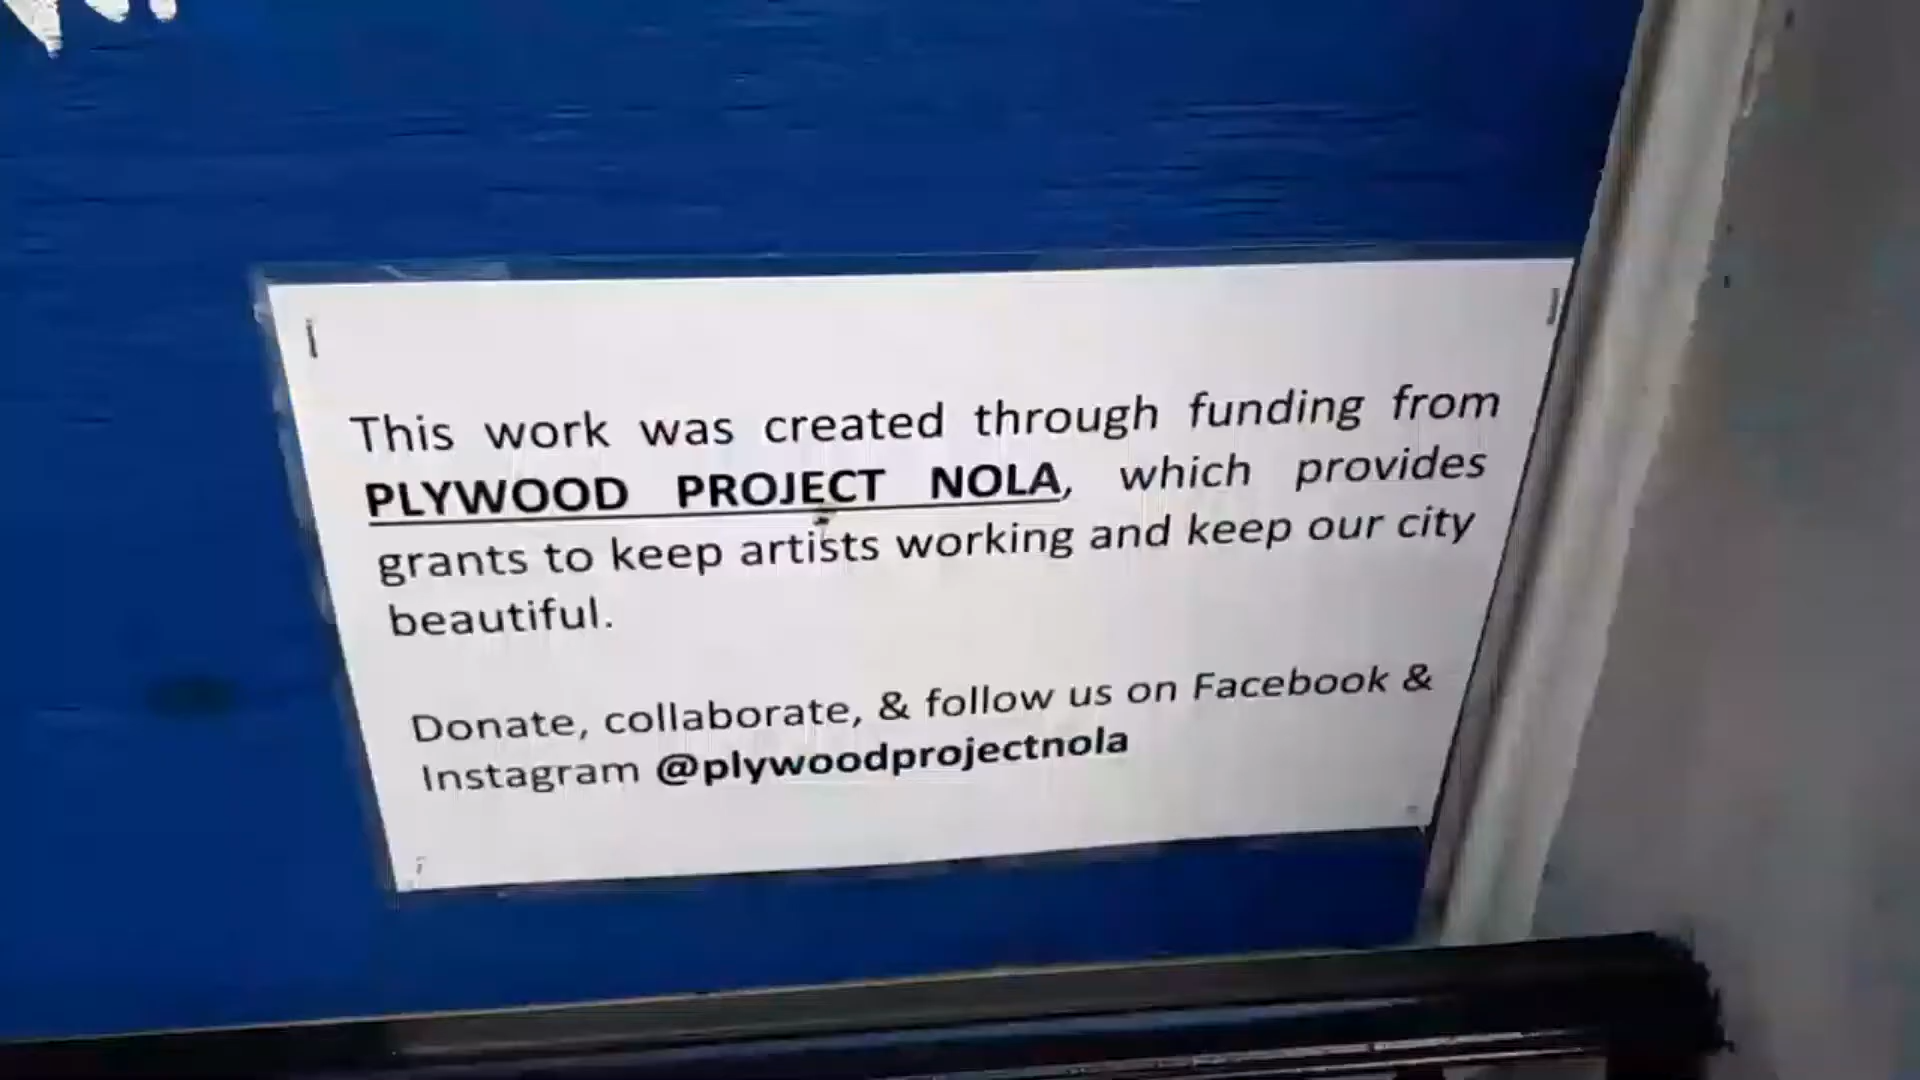 This work was created through funding from
PLYWOOD PROJECT NOLA, which provides
grants to keep artists working and keep our city
beautiful.
Donate, collaborate, & follow us on Facebook &
Instagram @plywoodprojectnola